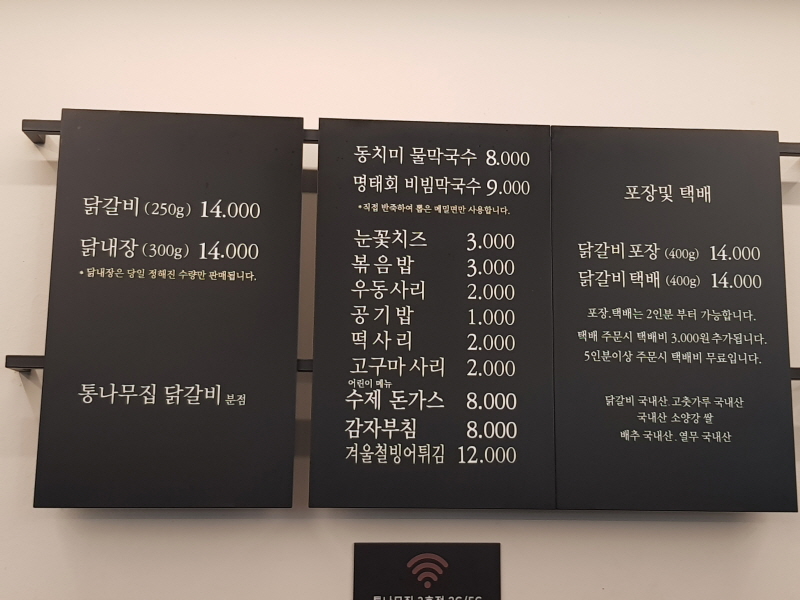 닭갈비 (250g) 14.000
닭내장 (300g) 14.000
* 닭내장은 당일 정해진 수량만 판매됩니다.
통나무집 닭갈비 분점
동치미 물막국수 8.000
명태회 비빔막국수 9.000
* 직접 반죽하여 뽑은 메밀면만 사용합니다.
눈꽃치즈 3.000
볶음밥 3.000
우동사리 2.000
공기밥 1.000
떡사리 2.000
고구마사리 2.000
어린이 메뉴
수제 돈가스 8.000
감자부침 8.000
겨울철빙어튀김 12.000
포장및 택배
닭갈비 포장 (400g) 14.000
닭갈비 택배 (400g) 14.000
포장.택배는 2인분 부터 가능합니다.
택배 주문시 택배비 3.000원 추가됩니다.
5인분이상 주문시 택배비 무료입니다.
닭갈비 국내산. 고춧가루 국내산
국내산 소양강 쌀
배추 국내산. 열무 국내산
통나무집 2호점 2G/5G